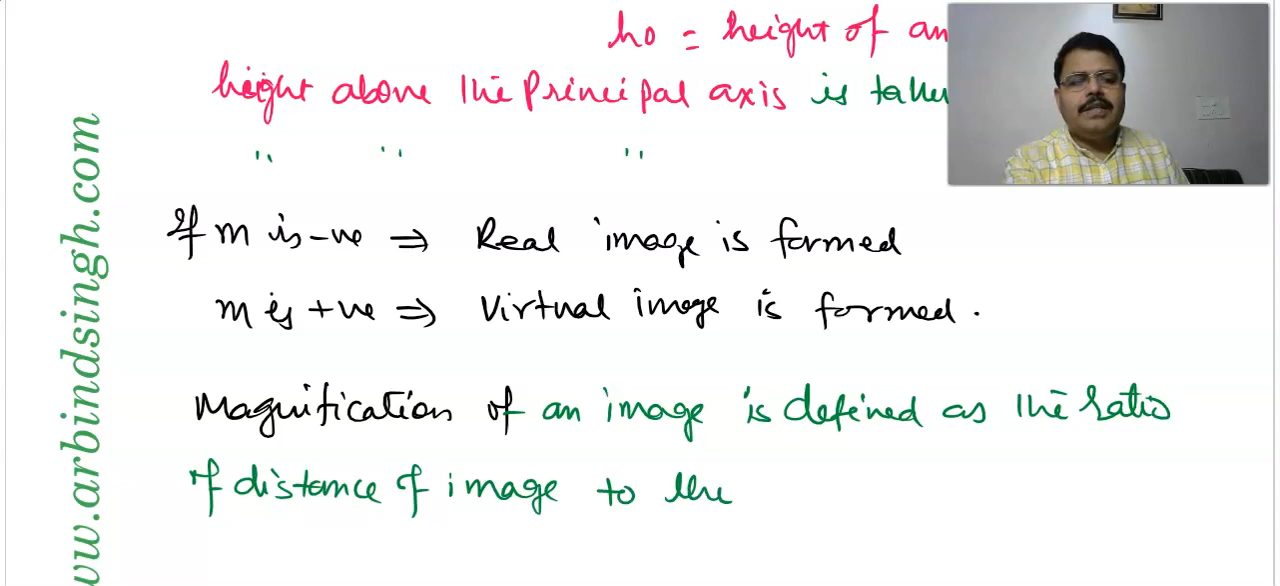 ho = height of an
height above the Principal axis is taken
" " "
If m is -ve ⇒ Real image is formed
m is +ve ⇒ Virtual image is formed.
Magnification of an image is defined as the ratio
of distance of image to the
ww.arbindsingh.com